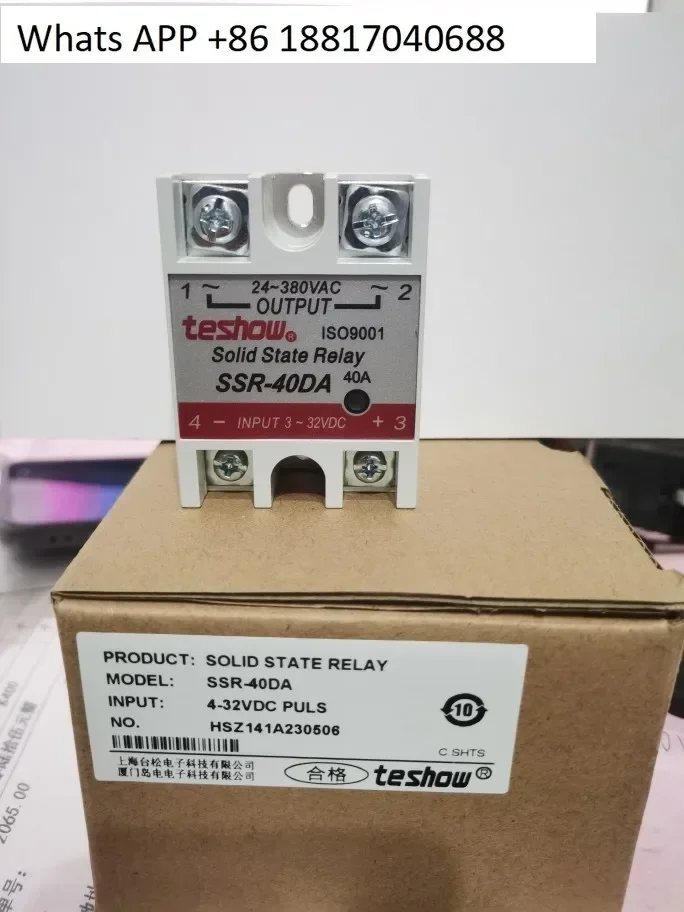 Whats APP +86 18817040688
1 ~ 24~380VAC ~ 2
OUTPUT
teshow® ISO9001
Solid State Relay
SSR-40DA 40A
4 - INPUT 3 ~ 32VDC + 3
PRODUCT: SOLID STATE RELAY
MODEL: SSR-40DA
INPUT: 4-32VDC PULS
NO. HSZ141A230506
10
C SHTS
上海台松电子科技有限公司
厦门岛电电子科技有限公司
合格 teshow®
K400
2065.00
单号: